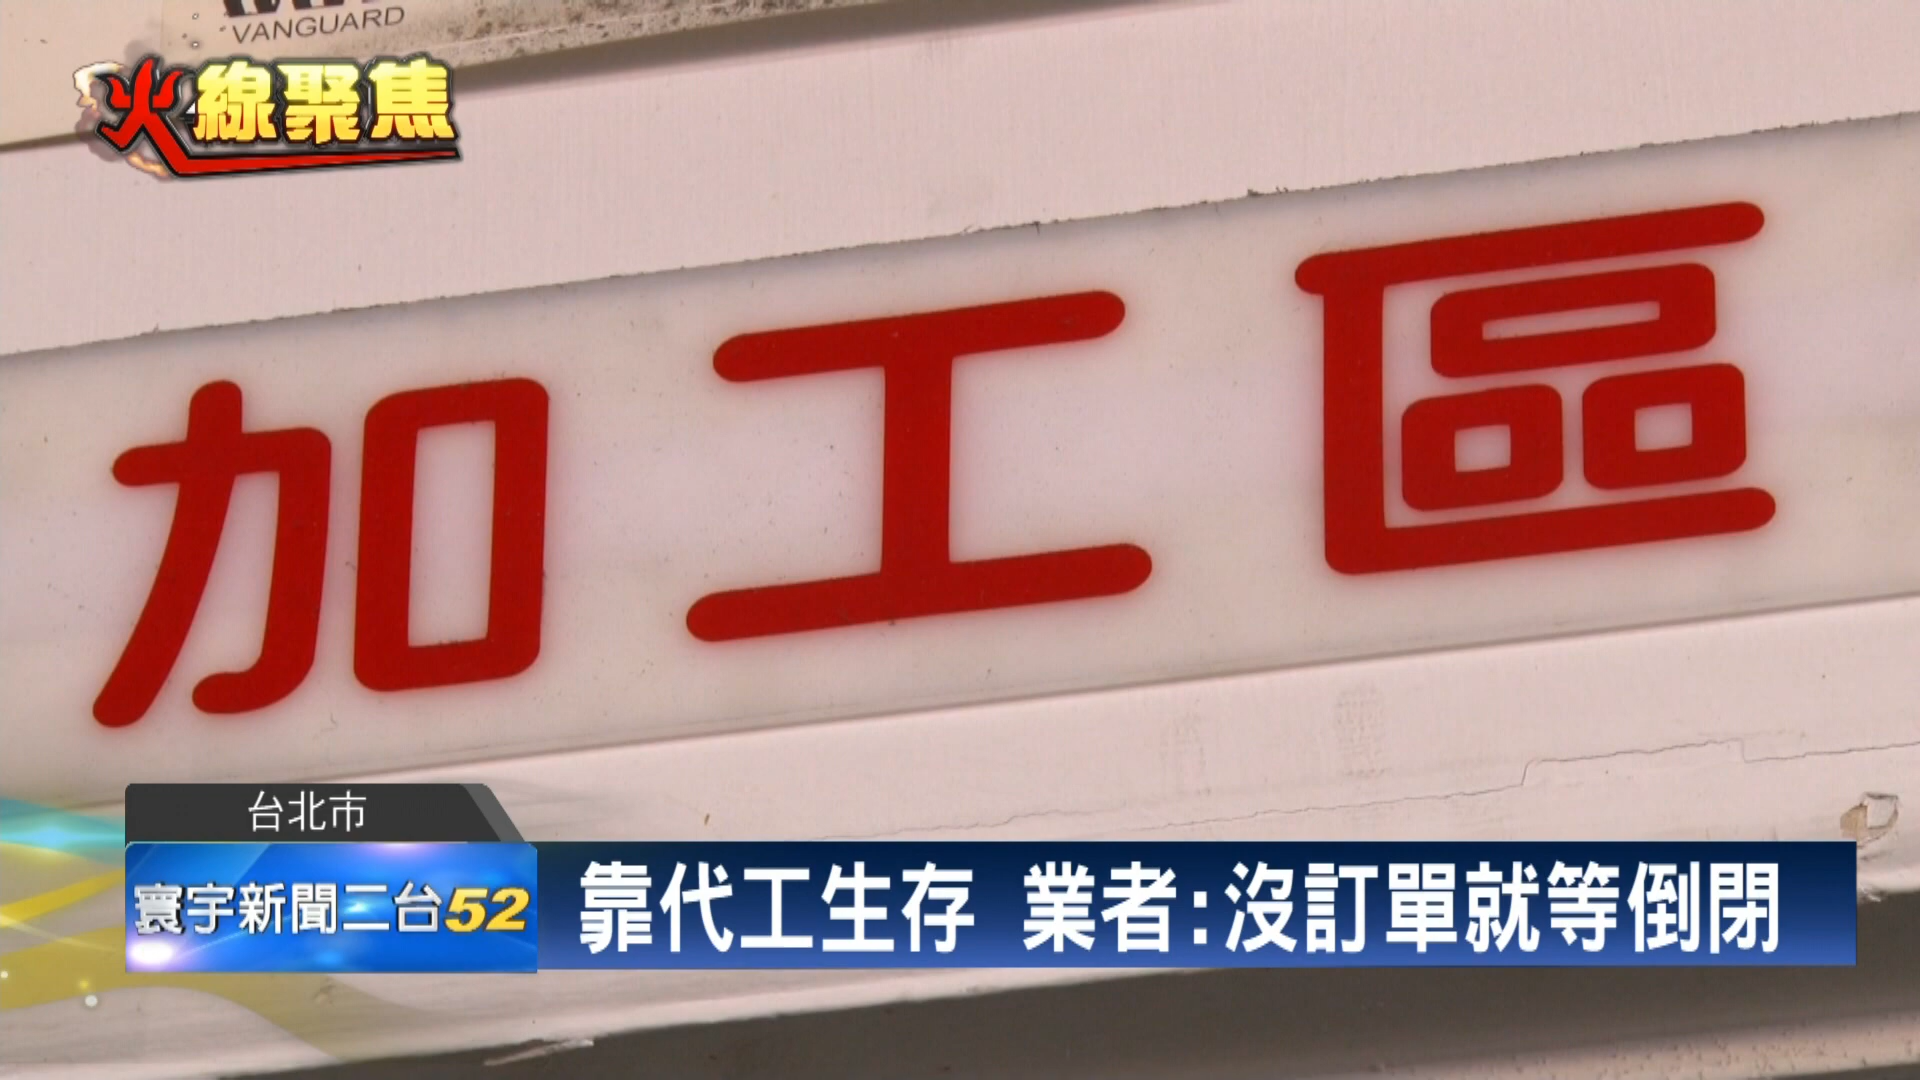 VANGUARD
火線聚焦
加工區
台北市
寰宇新聞二台52
靠代工生存 業者:沒訂單就等倒閉